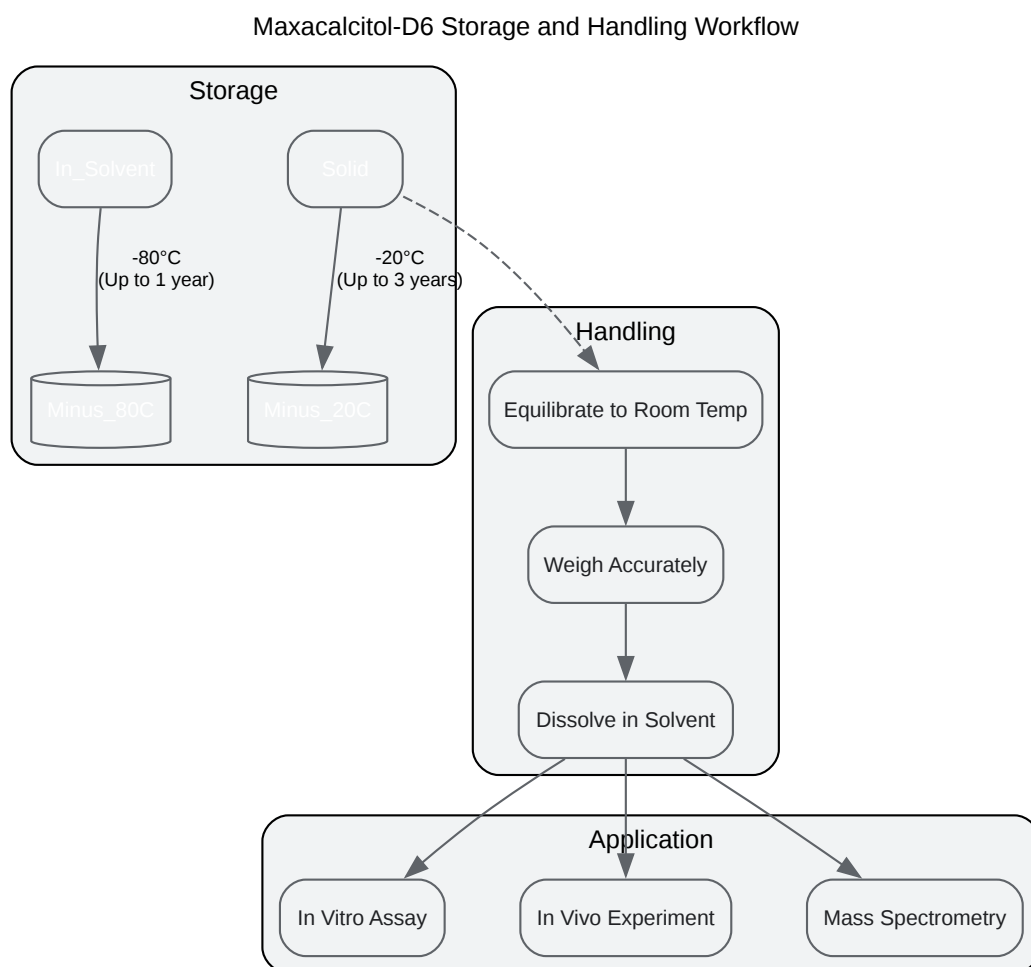 Maxacalcitol-D6 Storage and Handling Workflow
Storage
In_Solvent
Solid
-80°C
(Up to 1 year)
-20°C
(Up to 3 years)
Minus_80C
Minus_20C
Handling
Equilibrate to Room Temp
Weigh Accurately
Dissolve in Solvent
Application
In Vitro Assay
In Vivo Experiment
Mass Spectrometry